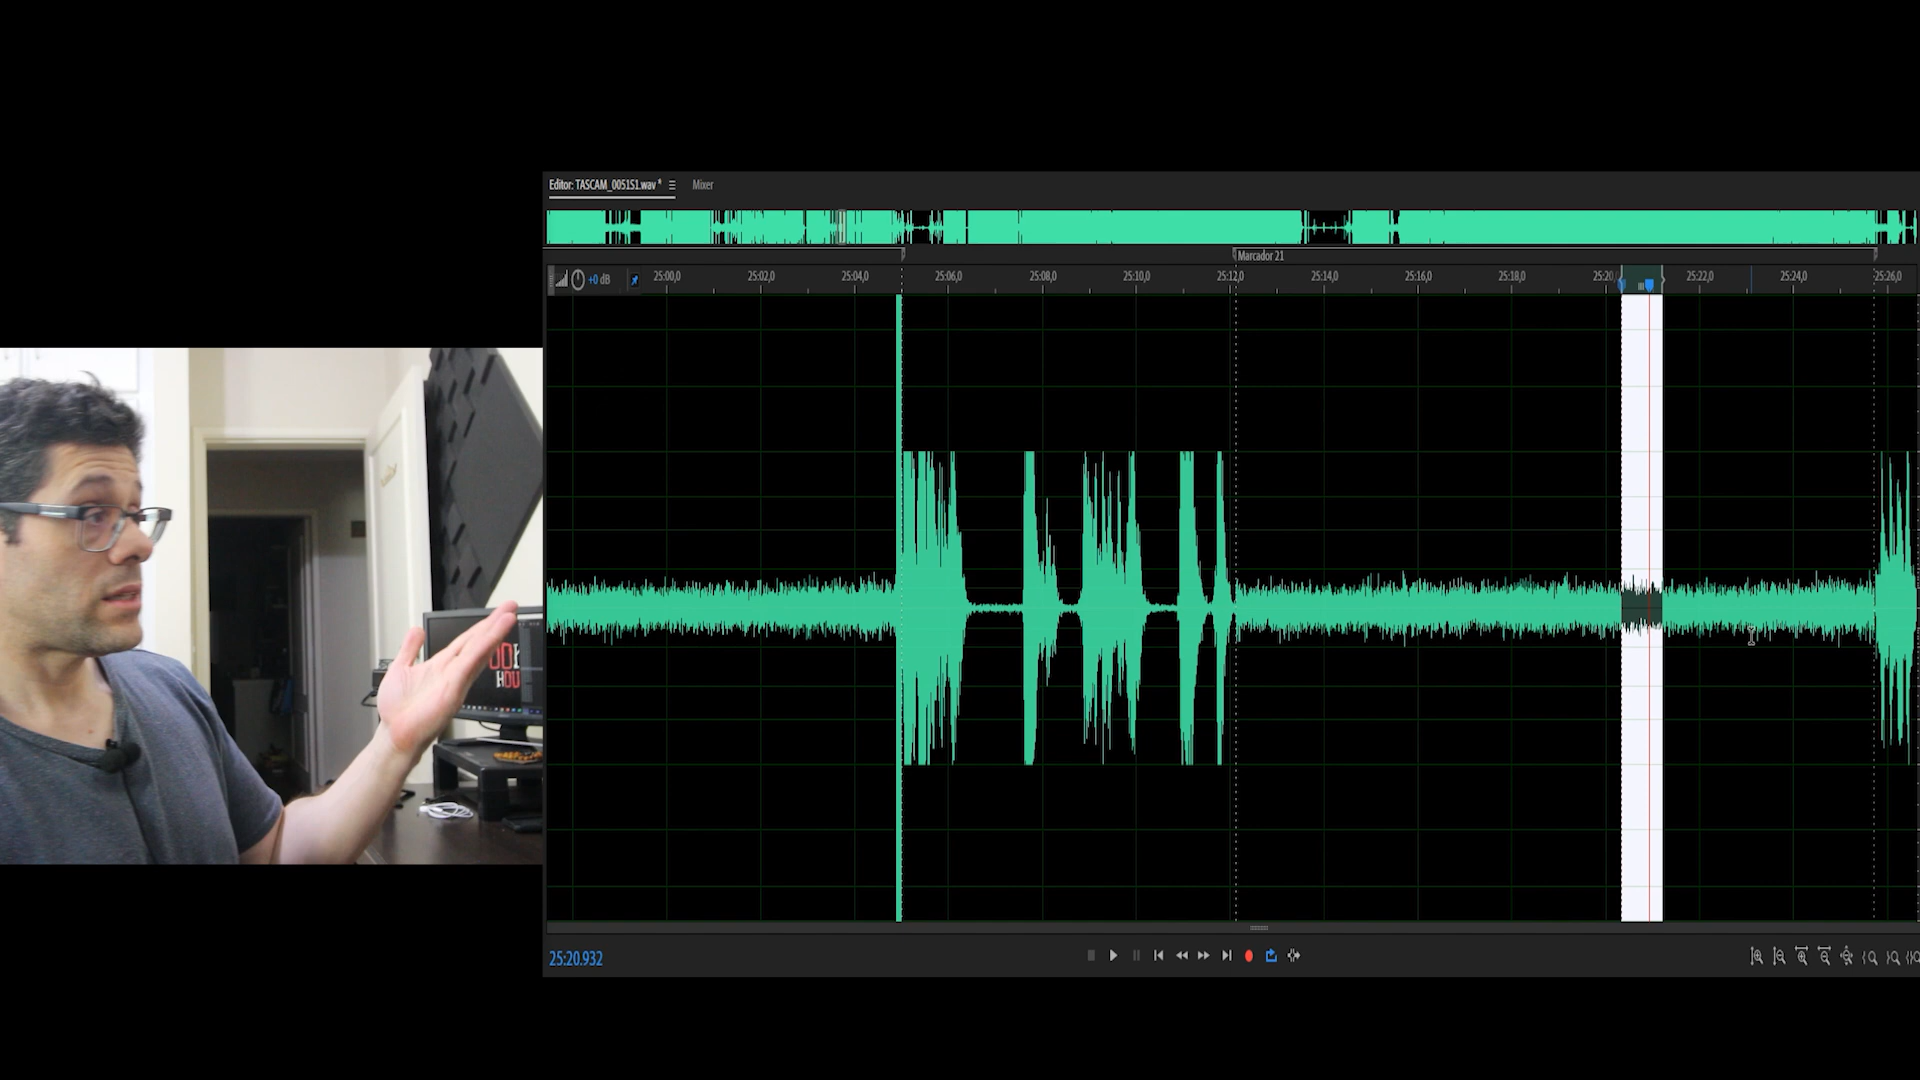 Editor: TASCAM_0051S1.wav * Mixer
Marcador 21
+0 dB 25:00,0 25:02,0 25:04,0 25:06,0 25:08,0 25:10,0 25:12,0 25:14,0 25:16,0 25:18,0 25:20, 25:22,0 25:24,0 25:26,0
HOU
25:20.932